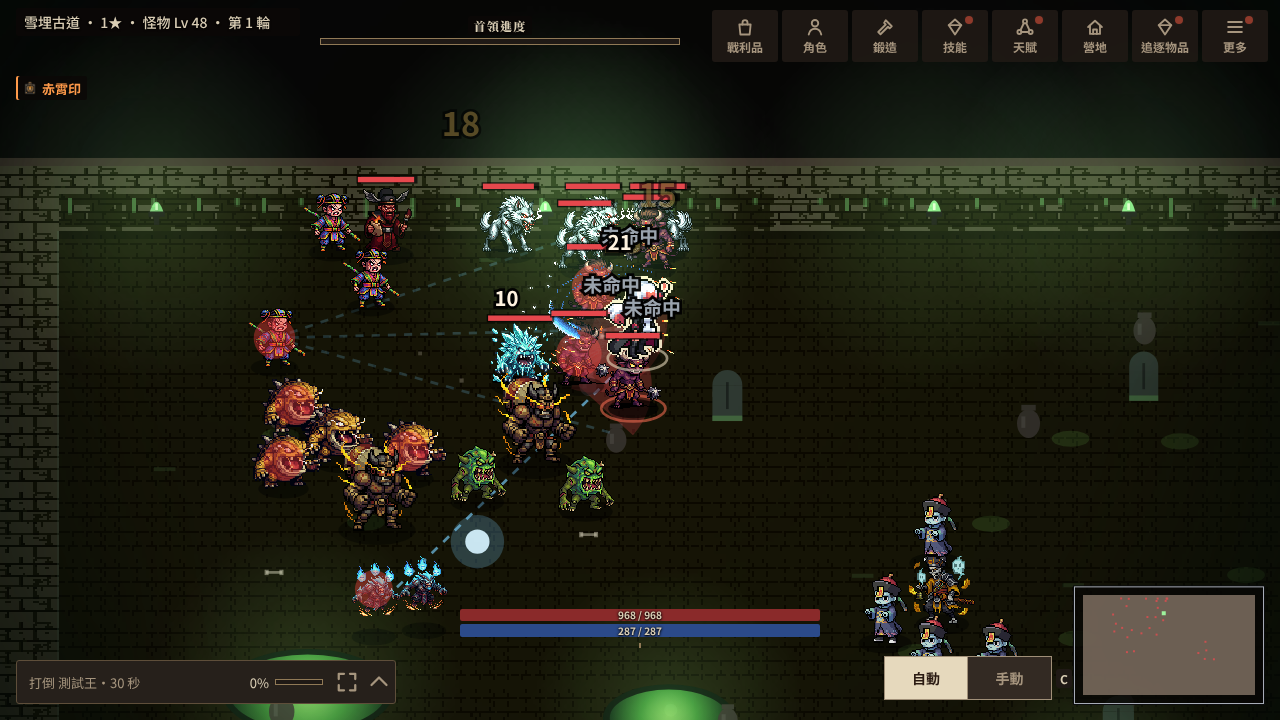 雪埋古道 · 1★ · 怪物 Lv 48 · 第 1 輪
首領進度
戰利品
角色
鍛造
技能
天賦
營地
追逐物品
更多
赤霄印
18
15
未命中
21
未命中
10
未命中
968 / 968
287 / 287
打倒 測試王 · 30 秒
0%
自動
手動
C